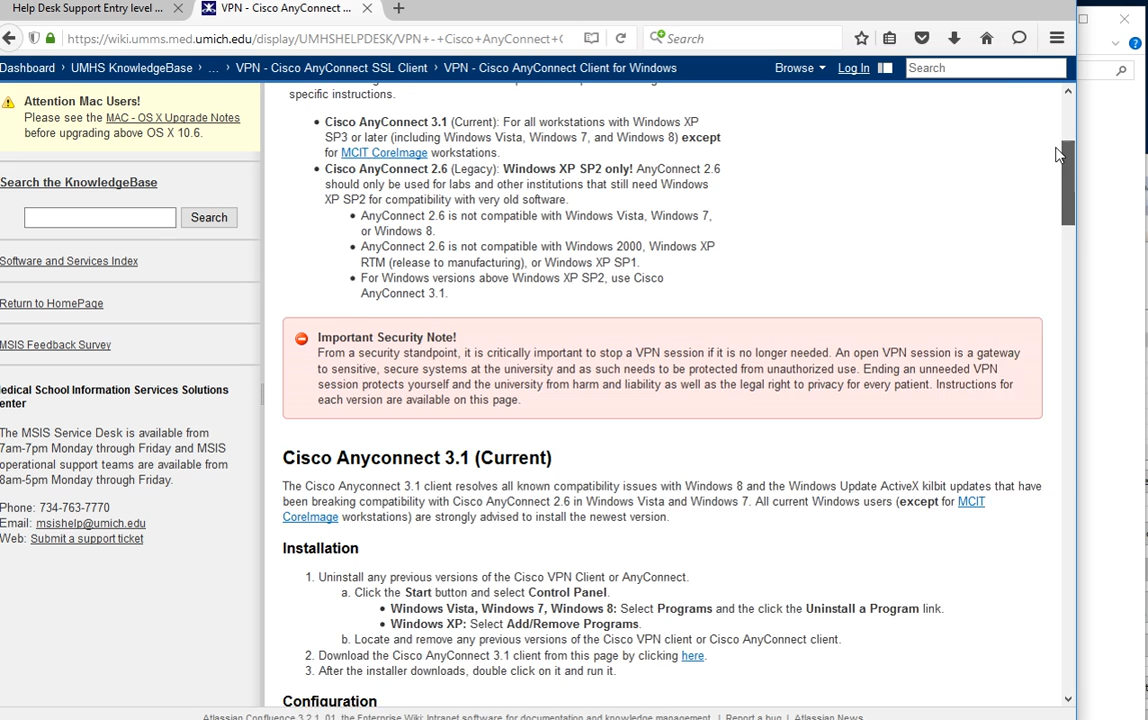 Help Desk Support Entry level ...
VPN - Cisco AnyConnect ...
https://wiki.umms.med.umich.edu/display/UMHSHELPDESK/VPN+-+Cisco+AnyConnect+C
Search
Dashboard › UMHS KnowledgeBase › ... › VPN - Cisco AnyConnect SSL Client › VPN - Cisco AnyConnect Client for Windows
Browse
Log In
Search
Attention Mac Users!
Please see the MAC - OS X Upgrade Notes
before upgrading above OS X 10.6.
Search the KnowledgeBase
Search
Software and Services Index
Return to HomePage
MSIS Feedback Survey
edical School Information Services Solutions
enter
The MSIS Service Desk is available from
7am-7pm Monday through Friday and MSIS
operational support teams are available from
8am-5pm Monday through Friday.
Phone: 734-763-7770
Email: msishelp@umich.edu
Web: Submit a support ticket
specific instructions.
• Cisco AnyConnect 3.1 (Current): For all workstations with Windows XP
SP3 or later (including Windows Vista, Windows 7, and Windows 8) except
for MCIT CoreImage workstations.
• Cisco AnyConnect 2.6 (Legacy): Windows XP SP2 only! AnyConnect 2.6
should only be used for labs and other institutions that still need Windows
XP SP2 for compatibility with very old software.
• AnyConnect 2.6 is not compatible with Windows Vista, Windows 7,
or Windows 8.
• AnyConnect 2.6 is not compatible with Windows 2000, Windows XP
RTM (release to manufacturing), or Windows XP SP1.
• For Windows versions above Windows XP SP2, use Cisco
AnyConnect 3.1.
Important Security Note!
From a security standpoint, it is critically important to stop a VPN session if it is no longer needed. An open VPN session is a gateway
to sensitive, secure systems at the university and as such needs to be protected from unauthorized use. Ending an unneeded VPN
session protects yourself and the university from harm and liability as well as the legal right to privacy for every patient. Instructions for
each version are available on this page.
Cisco Anyconnect 3.1 (Current)
The Cisco Anyconnect 3.1 client resolves all known compatibility issues with Windows 8 and the Windows Update ActiveX kilbit updates that have
been breaking compatibility with Cisco AnyConnect 2.6 in Windows Vista and Windows 7. All current Windows users (except for MCIT
CoreImage workstations) are strongly advised to install the newest version.
Installation
1. Uninstall any previous versions of the Cisco VPN Client or AnyConnect.
a. Click the Start button and select Control Panel.
• Windows Vista, Windows 7, Windows 8: Select Programs and the click the Uninstall a Program link.
• Windows XP: Select Add/Remove Programs.
b. Locate and remove any previous versions of the Cisco VPN client or Cisco AnyConnect client.
2. Download the Cisco AnyConnect 3.1 client from this page by clicking here.
3. After the installer downloads, double click on it and run it.
Configuration
Atlassian Confluence 3.2.1_01, the Enterprise Wiki: Intranet software for documentation and knowledge management. | Report a bug | Atlassian News